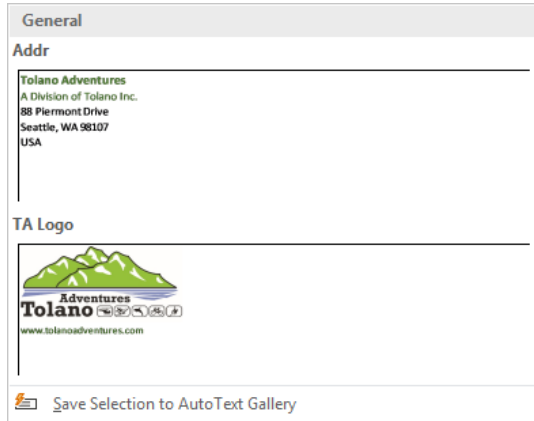 General
Addr
Tolano Adventures
A Division of Tolano Inc.
88 Piermont Drive
Seattle, WA 98107
USA
TA Logo
Adventures
Tolano
www.tolanoadventures.com
Save Selection to AutoText Gallery